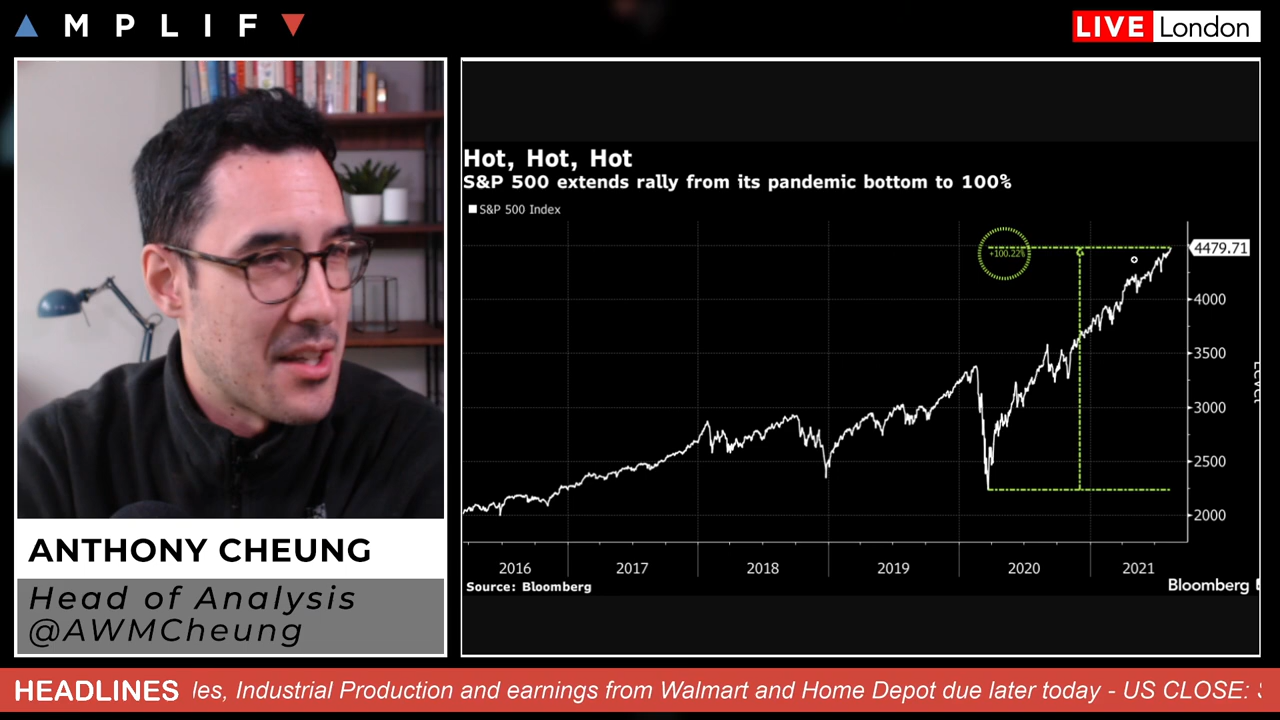 AMPLIFY
LIVE London
Hot, Hot, Hot
S&P 500 extends rally from its pandemic bottom to 100%
S&P 500 Index
+100.22%
4479.71
4000
3500
3000
2500
2000
Level
2016 2017 2018 2019 2020 2021
Source: Bloomberg
Bloomberg
ANTHONY CHEUNG
Head of Analysis
@AWMCheung
HEADLINES les, Industrial Production and earnings from Walmart and Home Depot due later today - US CLOSE: